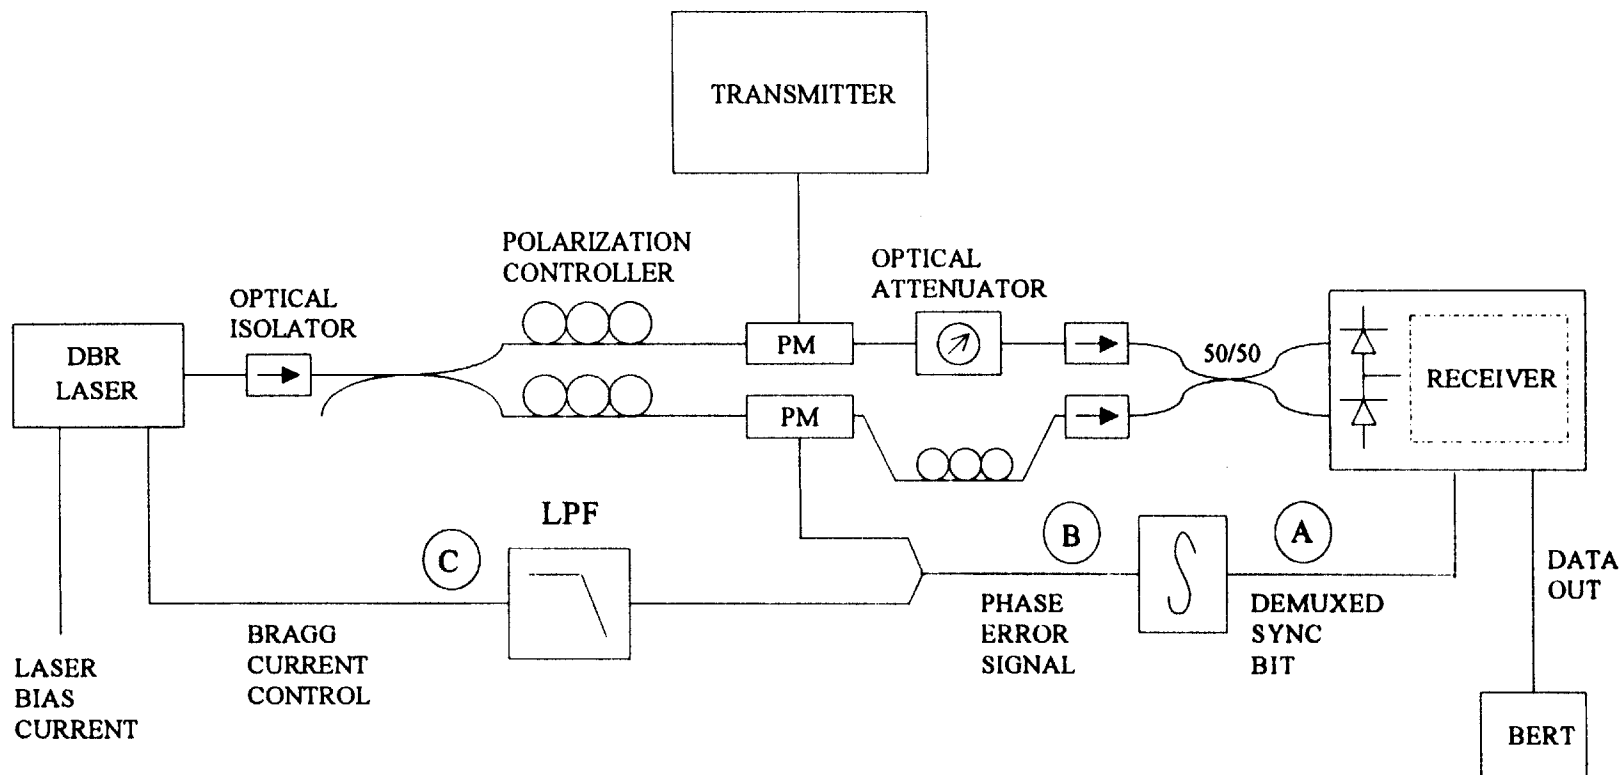 TRANSMITTER
POLARIZATION
CONTROLLER
OPTICAL
ATTENUATOR
OPTICAL
ISOLATOR
DBR
LASER
PM
50/50
RECEIVER
PM
LPF
C
B
A
DATA
OUT
BRAGG
CURRENT
CONTROL
PHASE
ERROR
SIGNAL
DEMUXED
SYNC
BIT
LASER
BIAS
CURRENT
BERT